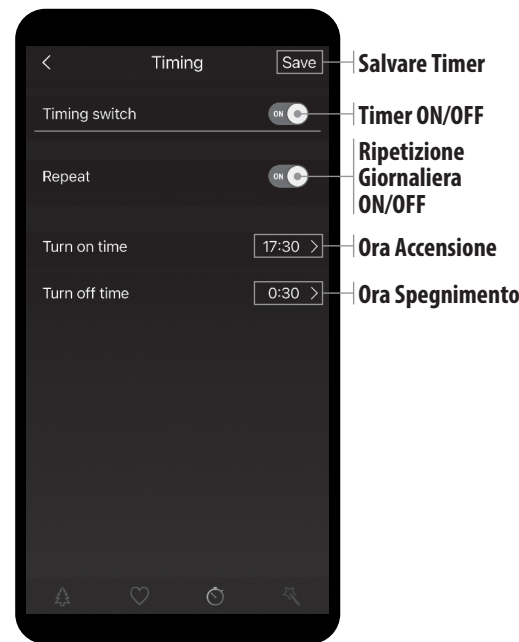 Timing
Save
Salvare Timer
Timing switch
ON
Timer ON/OFF
Repeat
ON
Ripetizione
Giornaliera
ON/OFF
Turn on time
17:30
Ora Accensione
Turn off time
0:30
Ora Spegnimento